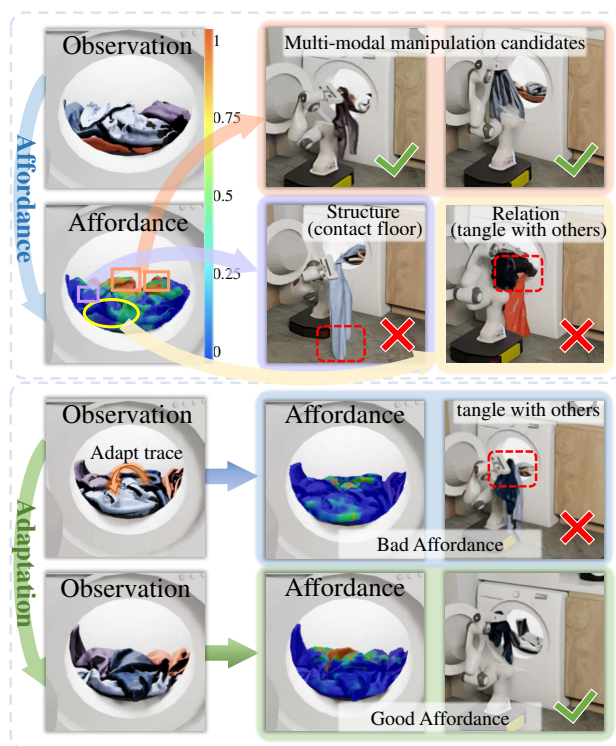 Observation
Multi-modal manipulation candidates
1
0.75
0.5
0.25
0
Affordance
Affordance
Structure
(contact floor)
Relation
(tangle with others)
Observation
Adapt trace
Affordance
tangle with others
Bad Affordance
Adaptation
Observation
Affordance
Good Affordance